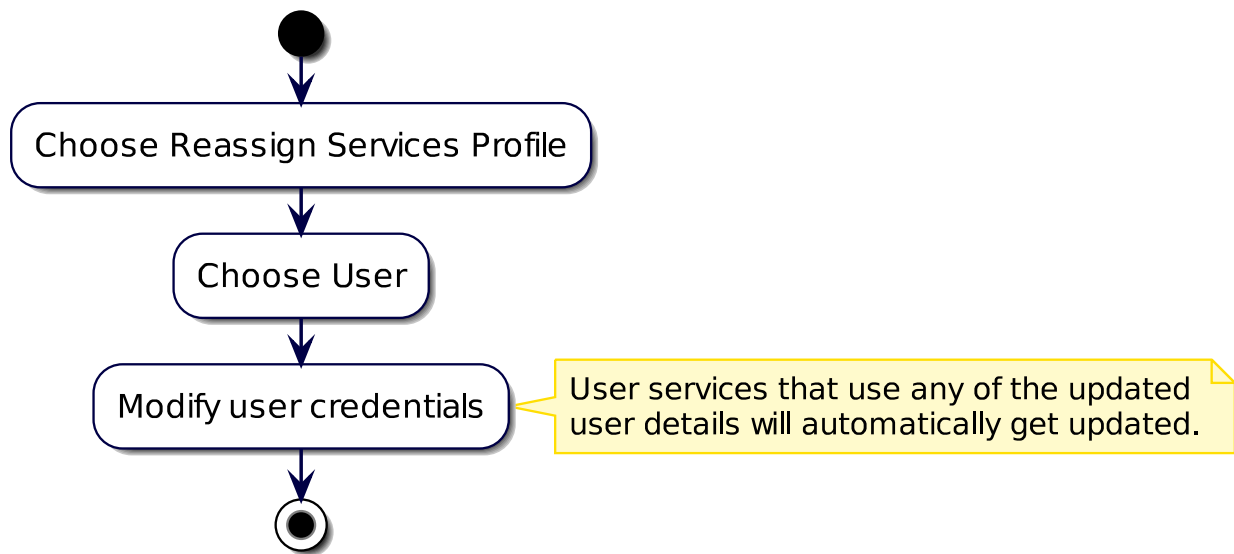 Choose Reassign Services Profile
Choose User
Modify user credentials
User services that use any of the updated
user details will automatically get updated.